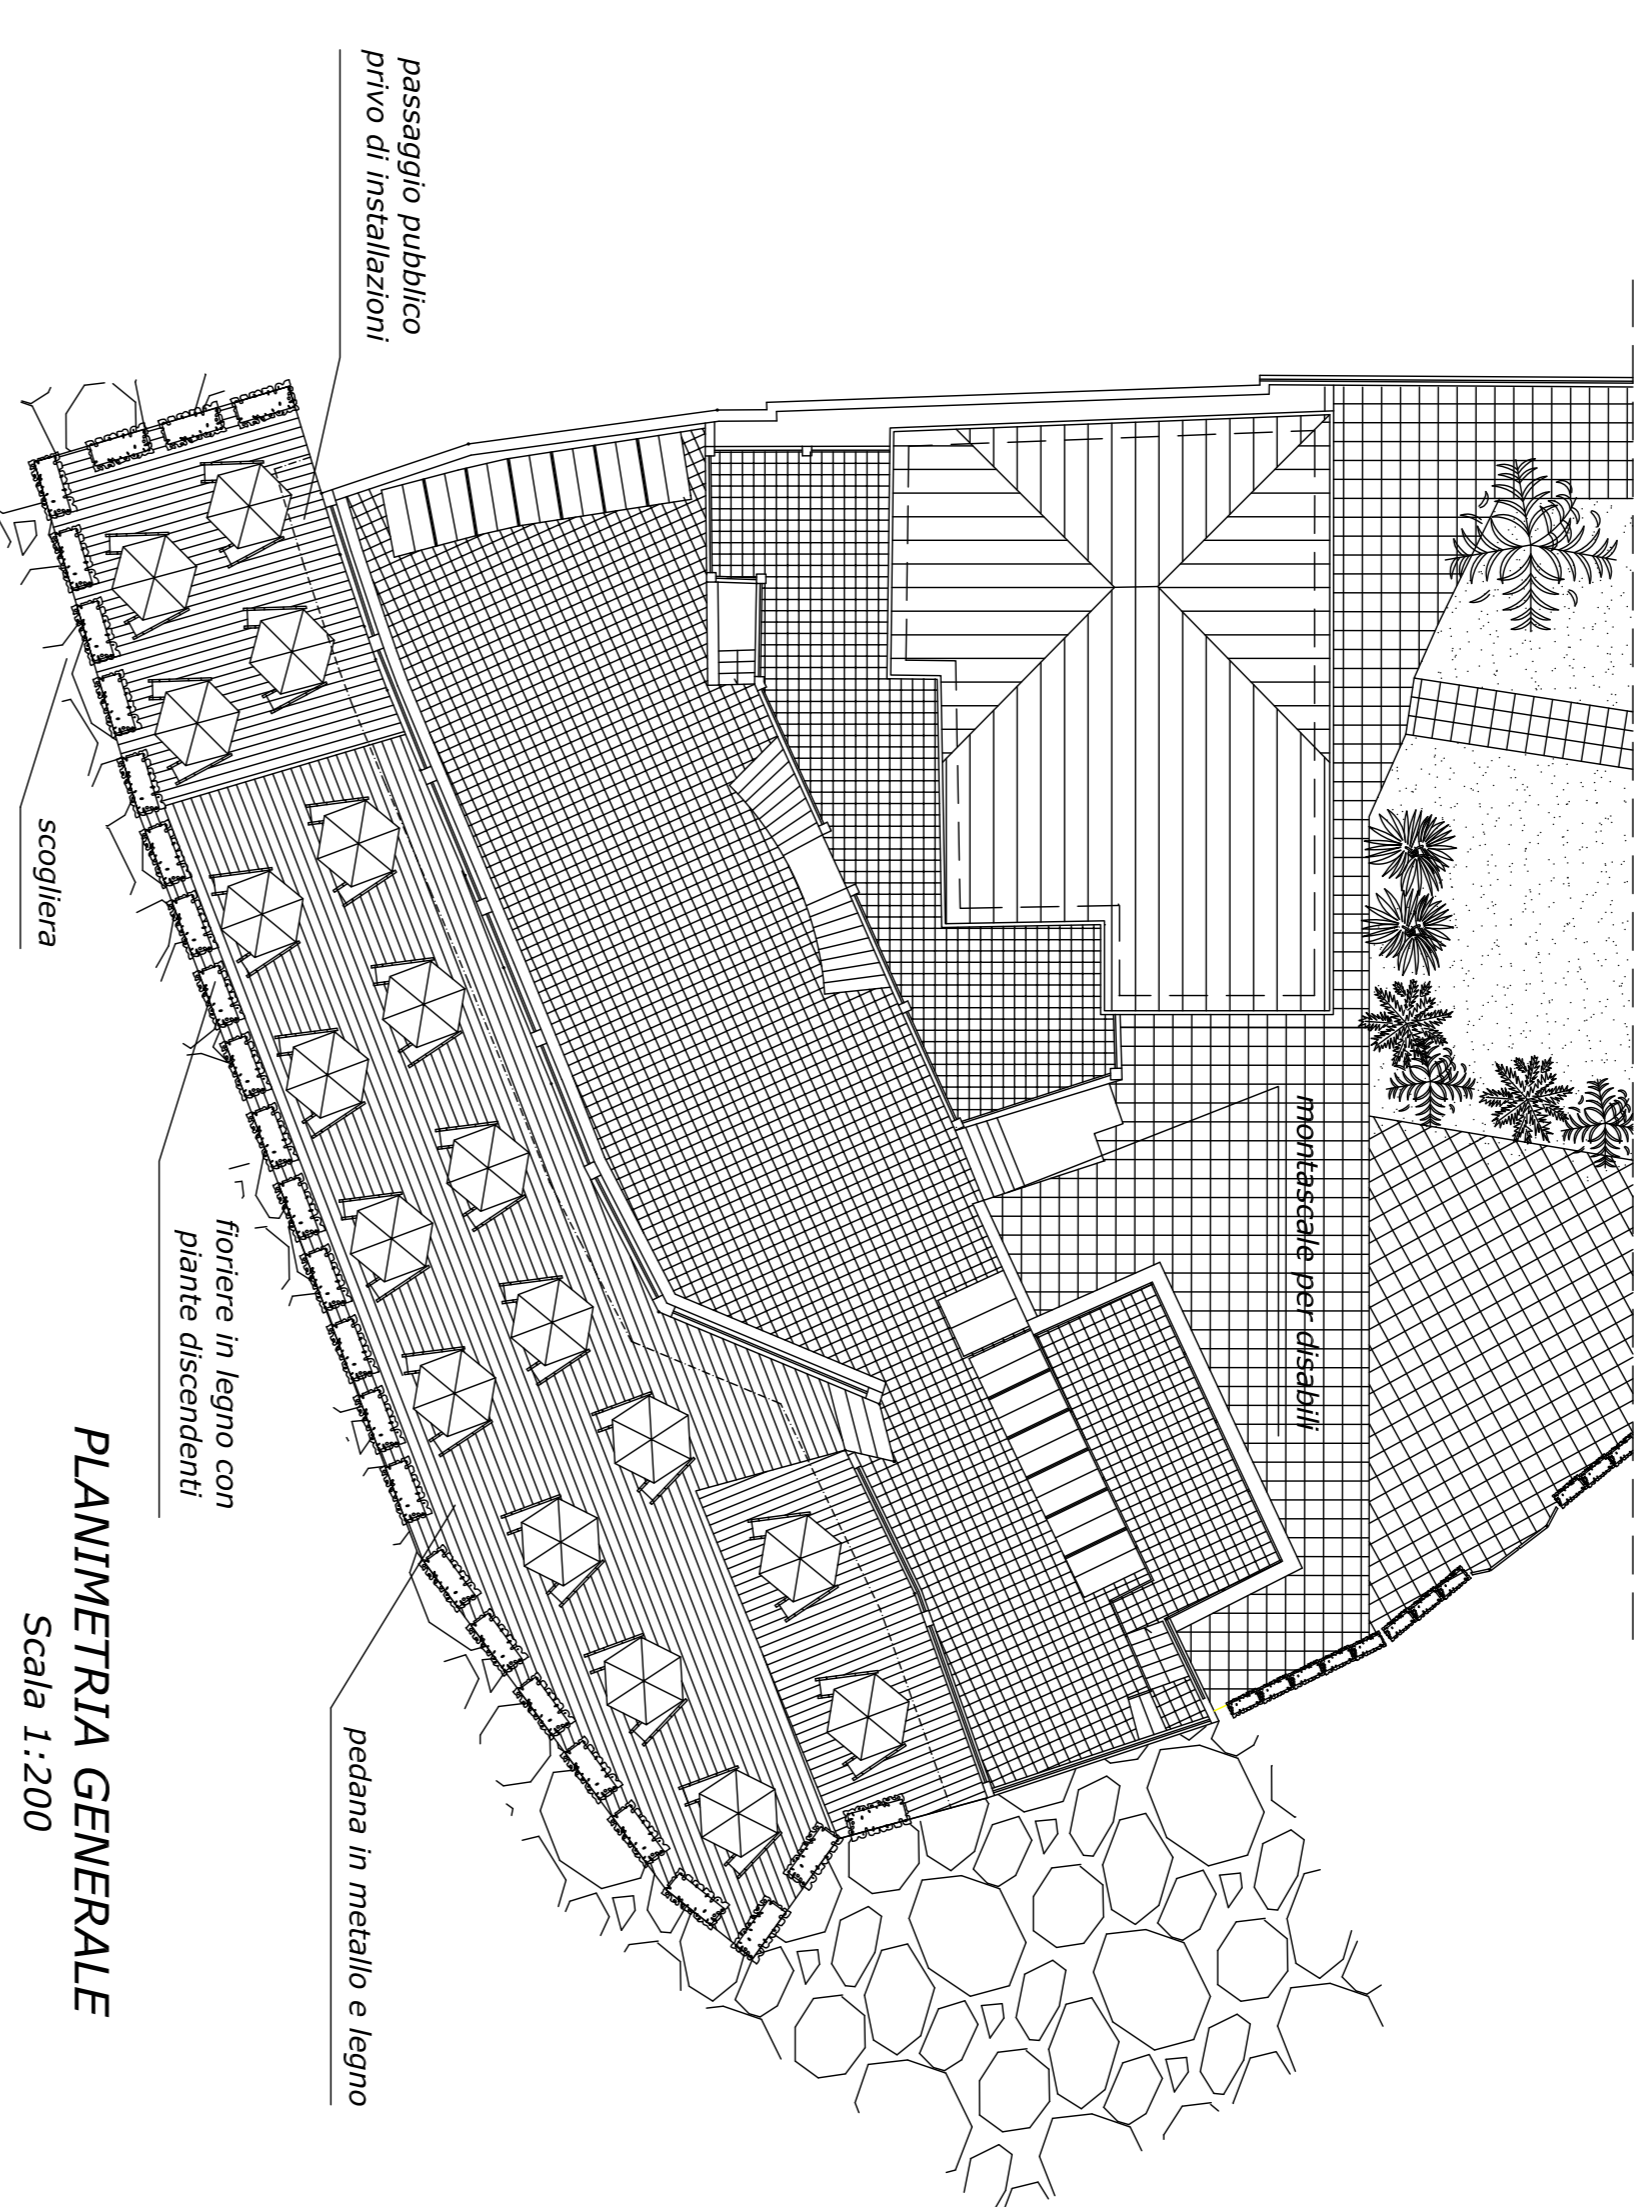 passaggio pubblico
privo di installazioni
scogliera
montascale per disabili
fioriere in legno con
piante discendenti
pedana in metallo e legno
PLANIMETRIA GENERALE
Scala 1:200